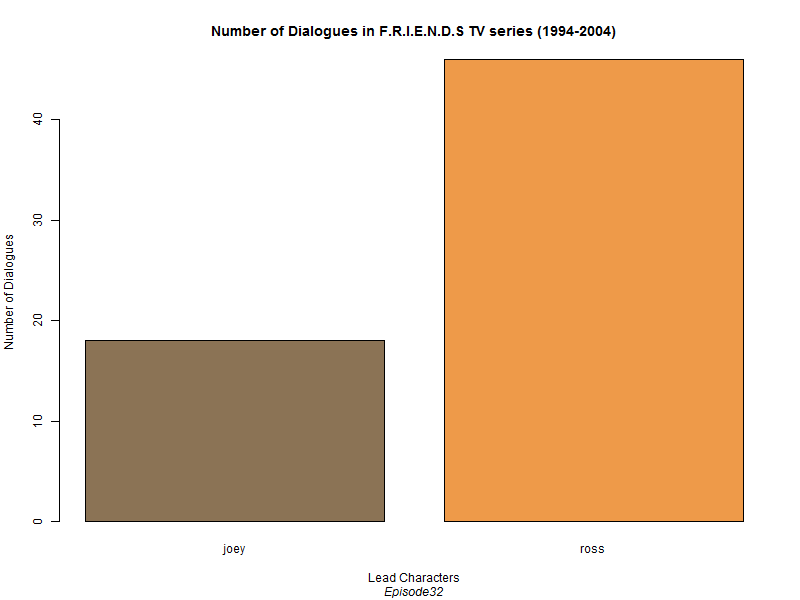 Number of Dialogues in F.R.I.E.N.D.S TV series (1994-2004)
Number of Dialogues
40
30
20
10
0
joey
ross
Lead Characters
Episode32